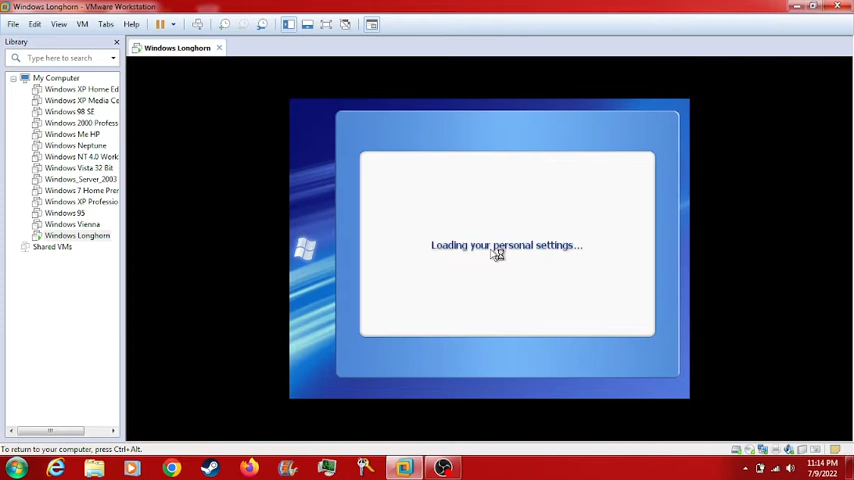 Windows Longhorn - VMware Workstation
File Edit View VM Tabs Help
Library
Windows Longhorn
Type here to search
My Computer
Windows XP Home Ed
Windows XP Media Ce
Windows 98 SE
Windows 2000 Profess
Windows Me HP
Windows Neptune
Windows NT 4.0 Work
Windows Vista 32 Bit
Windows_Server_2003
Windows 7 Home Prem
Windows XP Profession
Windows 95
Windows Vienna
Windows Longhorn
Shared VMs
Loading your personal settings...
To return to your computer, press Ctrl+Alt.
11:14 PM
7/9/2022